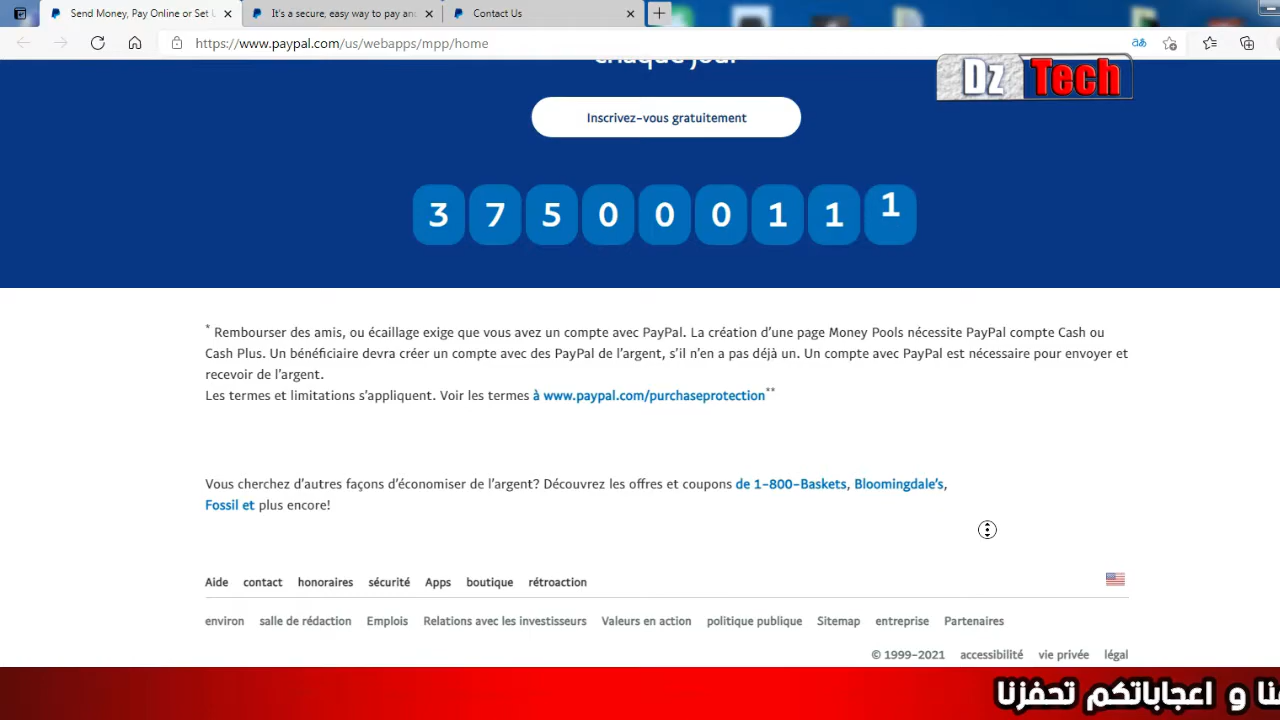 Send Money, Pay Online or Set U
It's a secure, easy way to pay and
Contact Us
https://www.paypal.com/us/webapps/mpp/home
chaque jour
Dz Tech
Inscrivez-vous gratuitement
3 7 5 0 0 0 1 1 1
* Rembourser des amis, ou écaillage exige que vous avez un compte avec PayPal. La création d'une page Money Pools nécessite PayPal compte Cash ou
Cash Plus. Un bénéficiaire devra créer un compte avec des PayPal de l'argent, s'il n'en a pas déjà un. Un compte avec PayPal est nécessaire pour envoyer et
recevoir de l'argent.
Les termes et limitations s'appliquent. Voir les termes à www.paypal.com/purchaseprotection**
Vous cherchez d'autres façons d'économiser de l'argent? Découvrez les offres et coupons de 1-800-Baskets, Bloomingdale's,
Fossil et plus encore!
Aide contact honoraires sécurité Apps boutique rétroaction
environ salle de rédaction Emplois Relations avec les investisseurs Valeurs en action politique publique Sitemap entreprise Partenaires
© 1999-2021 accessibilité vie privée légal
و اعجاباتكم تحفزنا